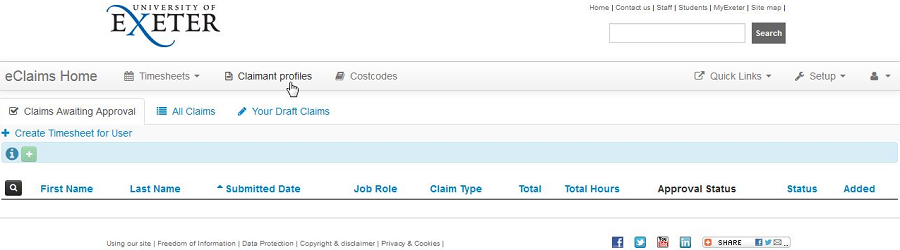 UNIVERSITY OF
EXETER
Home | Contact us | Staff | Students | MyExeter | Site map |
Search
eClaims Home Timesheets Claimant profiles Costcodes Quick Links Setup
Claims Awaiting Approval All Claims Your Draft Claims
Create Timesheet for User
First Name Last Name Submitted Date Job Role Claim Type Total Total Hours Approval Status Status Added
Using our site | Freedom of Information | Data Protection | Copyright & disclaimer | Privacy & Cookies |
SHARE